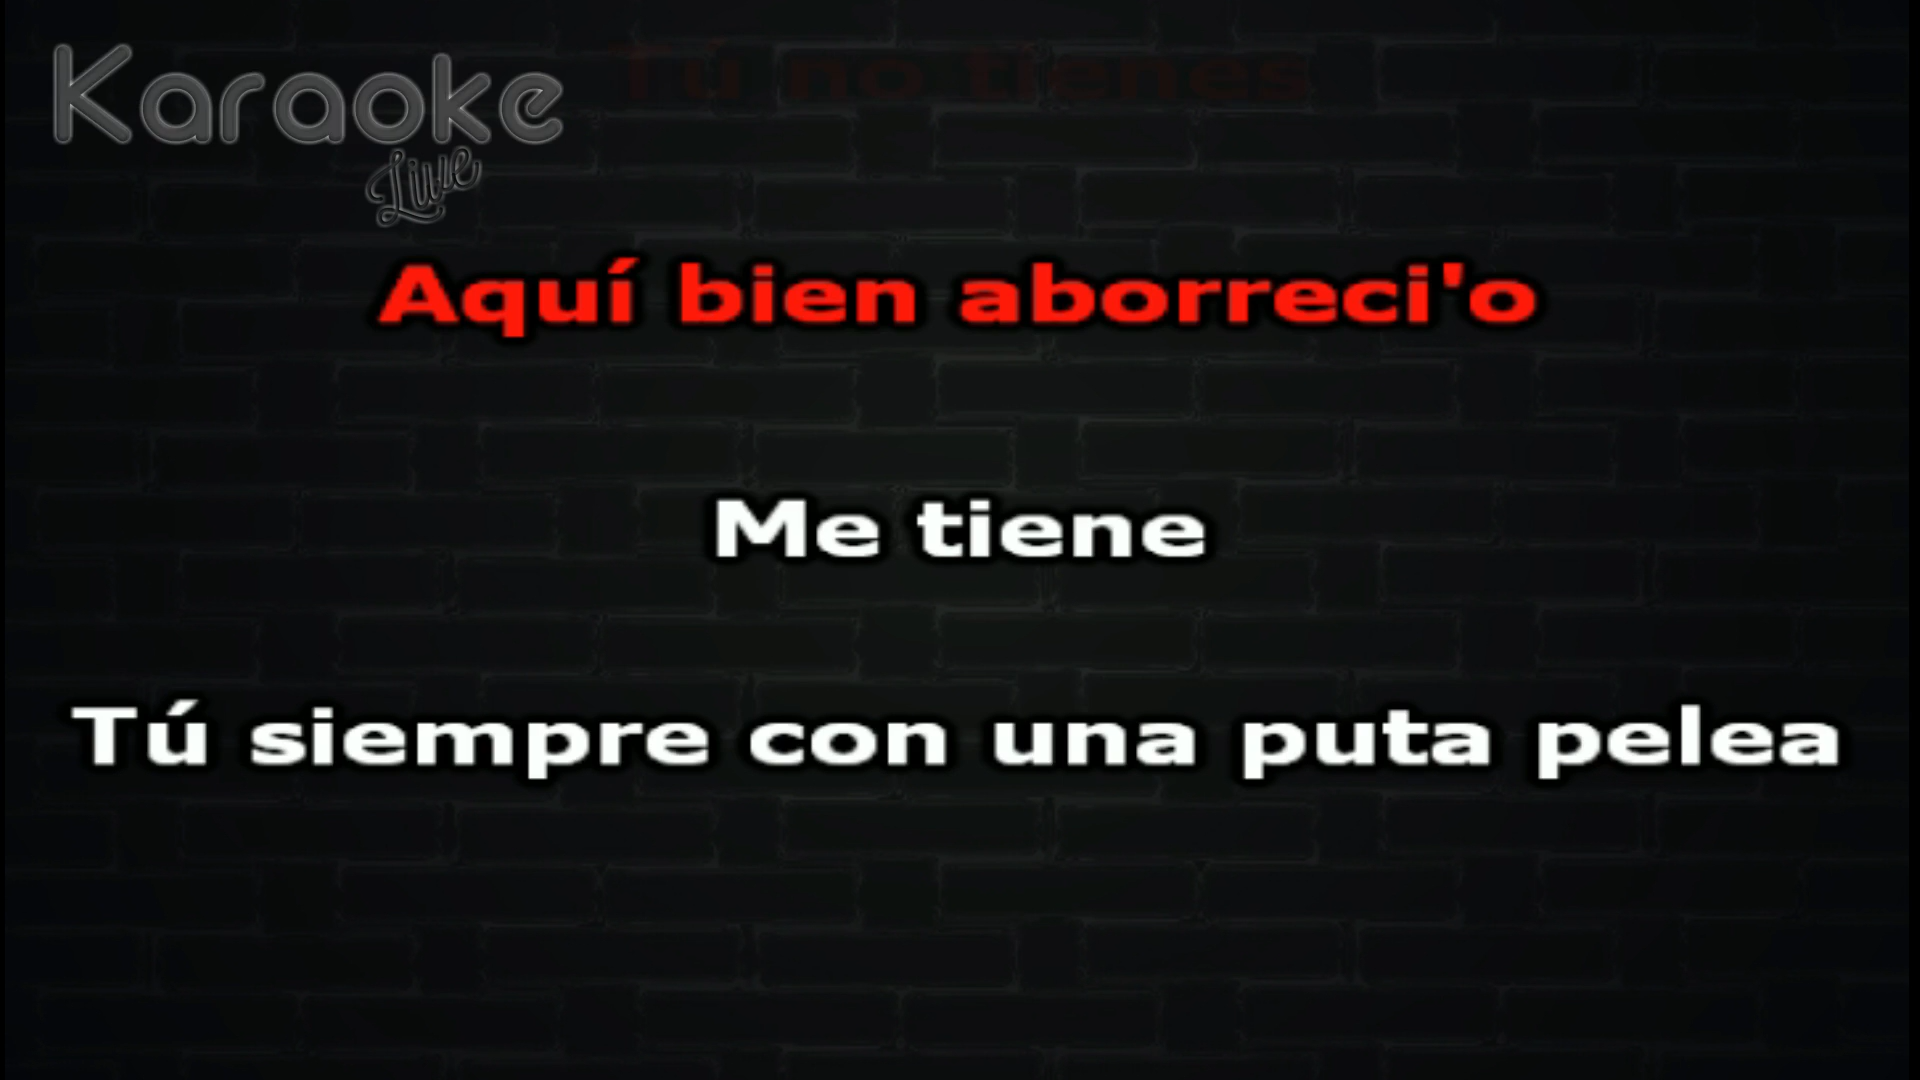 Karaoke
Live
Tú no tienes
Aquí bien aborreci'o
Me tiene
Tú siempre con una puta pelea